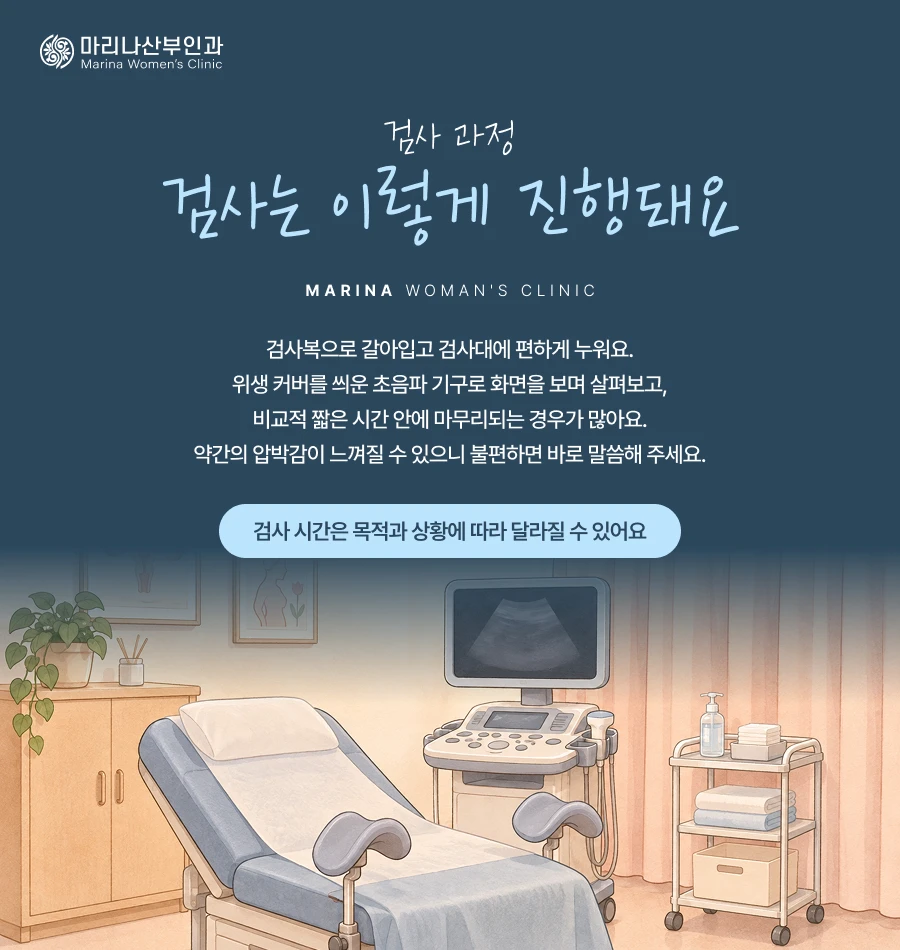 마리나산부인과
Marina Women's Clinic
검사 과정
검사는 이렇게 진행돼요
MARINA WOMAN'S CLINIC
검사복으로 갈아입고 검사대에 편하게 누워요.
위생 커버를 씌운 초음파 기구로 화면을 보며 살펴보고,
비교적 짧은 시간 안에 마무리되는 경우가 많아요.
약간의 압박감이 느껴질 수 있으니 불편하면 바로 말씀해 주세요.
검사 시간은 목적과 상황에 따라 달라질 수 있어요